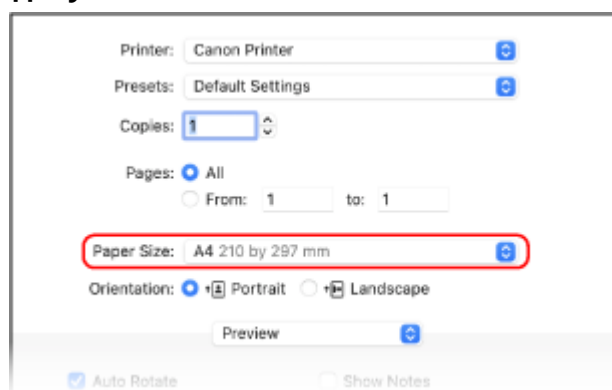 Printer: Canon Printer
Presets: Default Settings
Copies: 1
Pages: All
From: 1 to: 1
Paper Size: A4 210 by 297 mm
Orientation: Portrait Landscape
Preview
Auto Rotate Show Notes